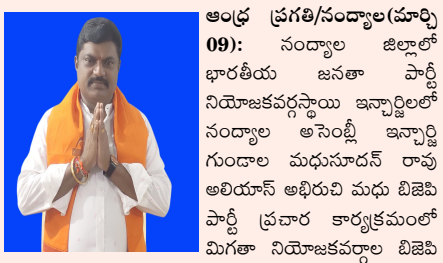 ఆంధ్ర ప్రగతి/నంద్యాల(మార్చి
09): నంద్యాల జిల్లాలో
భారతీయ జనతా పార్టీ
నియోజకవర్గస్థాయి ఇన్చార్జిలలో
నంద్యాల అసెంబ్లీ ఇన్చార్జి
గుండాల మధుసూదన్ రావు
అలియాస్ అభిరుచి మధు బిజెపి
పార్టీ ప్రచార కార్యక్రమంలో
మిగతా నియోజకవర్గాల బిజెపి